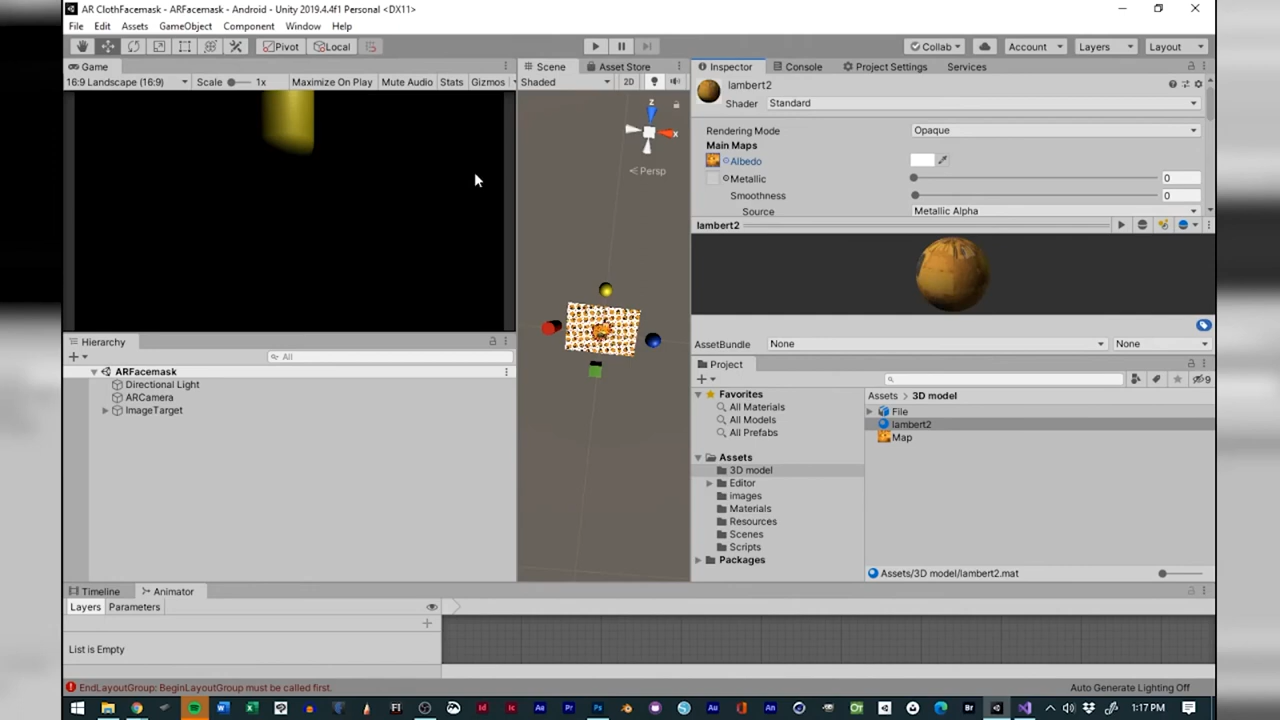 AR ClothFacemask - ARFacemask - Android - Unity 2019.4.4f1 Personal <DX11>
File Edit Assets GameObject Component Window Help
Pivot Local Collab Account Layers Layout
Game
16:9 Landscape (16:9) Scale 1x Maximize On Play Mute Audio Stats Gizmos
Scene Asset Store
Shaded 2D
z
x
Persp
Inspector Console Project Settings Services
lambert2
Shader Standard
Rendering Mode Opaque
Main Maps
Albedo
Metallic 0
Smoothness 0
Source Metallic Alpha
lambert2
AssetBundle None None
Hierarchy
All
ARFacemask
Directional Light
ARCamera
ImageTarget
Project
9
Favorites
All Materials
All Models
All Prefabs
Assets
3D model
Editor
images
Materials
Resources
Scenes
Scripts
Packages
Assets 3D model
File
lambert2
Map
Assets/3D model/lambert2.mat
Timeline Animator
Layers Parameters
List is Empty
EndLayoutGroup: BeginLayoutGroup must be called first.
Auto Generate Lighting Off
1:17 PM